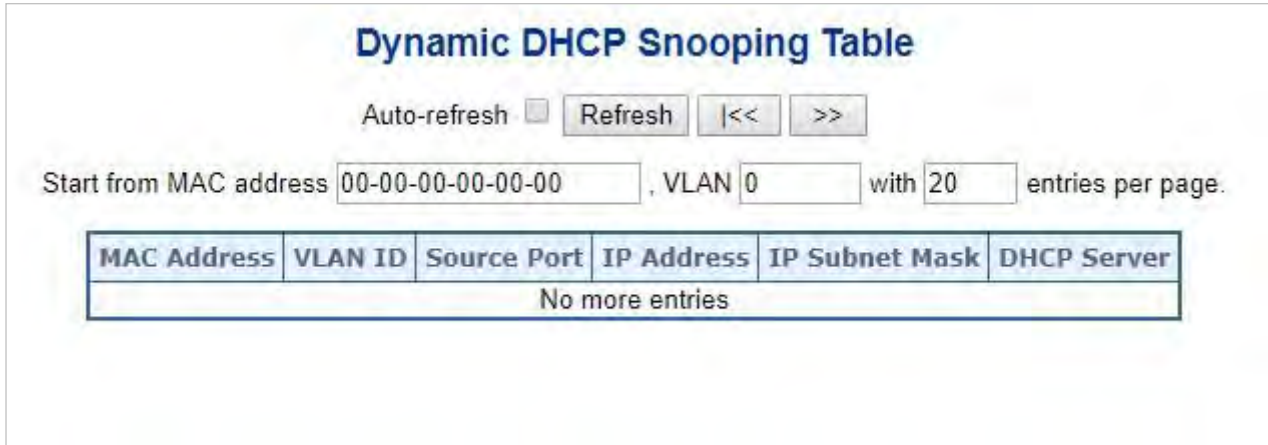 Dynamic DHCP Snooping Table
Auto-refresh Refresh |<< >>
Start from MAC address 00-00-00-00-00-00 , VLAN 0 with 20 entries per page.
MAC Address VLAN ID Source Port IP Address IP Subnet Mask DHCP Server
No more entries